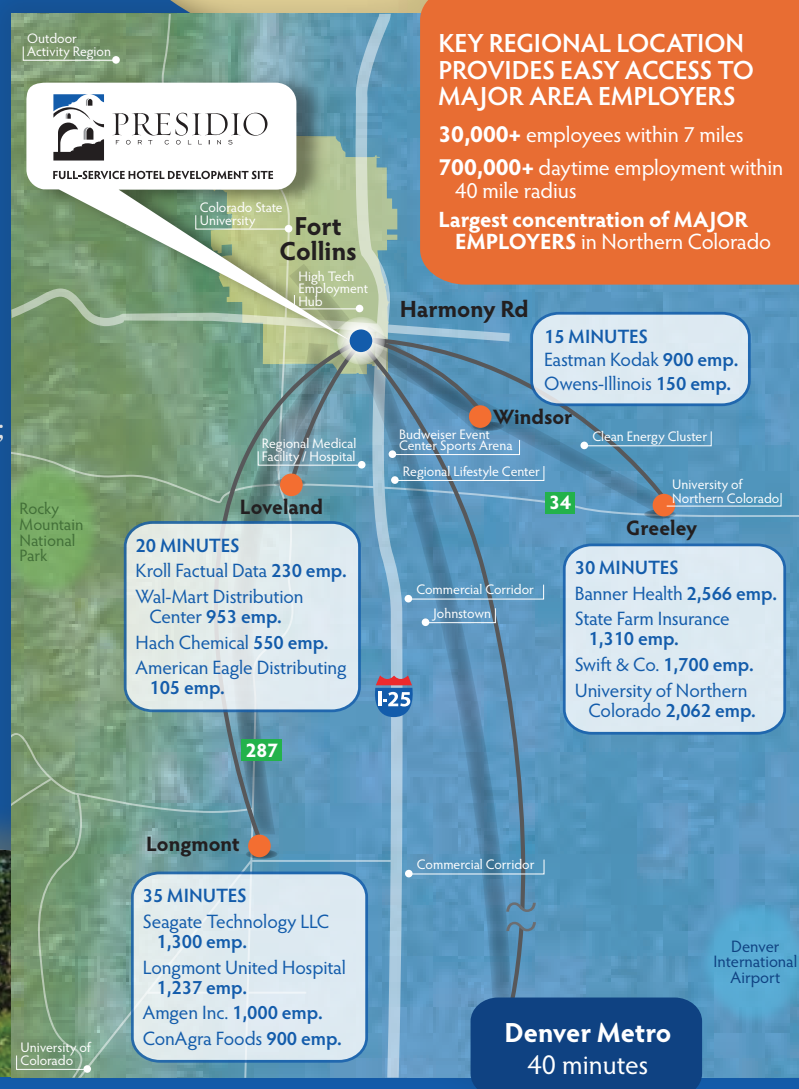 Outdoor
Activity Region
PRESIDIO
FORT COLLINS
FULL-SERVICE HOTEL DEVELOPMENT SITE
KEY REGIONAL LOCATION
PROVIDES EASY ACCESS TO
MAJOR AREA EMPLOYERS
30,000+ employees within 7 miles
700,000+ daytime employment within
40 mile radius
Largest concentration of MAJOR
EMPLOYERS in Northern Colorado
Colorado State
University
Fort
Collins
High Tech
Employment
Hub
Harmony Rd
15 MINUTES
Eastman Kodak 900 emp.
Owens-Illinois 150 emp.
Windsor
Budweiser Event
Center Sports Arena
Clean Energy Cluster
Regional Medical
Facility / Hospital
Regional Lifestyle Center
University of
Northern Colorado
Loveland
34
Greeley
Rocky
Mountain
National
Park
20 MINUTES
Kroll Factual Data 230 emp.
Wal-Mart Distribution
Center 953 emp.
Hach Chemical 550 emp.
American Eagle Distributing
105 emp.
30 MINUTES
Banner Health 2,566 emp.
State Farm Insurance
1,310 emp.
Swift & Co. 1,700 emp.
University of Northern
Colorado 2,062 emp.
Commercial Corridor
Johnstown
I-25
287
Longmont
Commercial Corridor
35 MINUTES
Seagate Technology LLC
1,300 emp.
Longmont United Hospital
1,237 emp.
Amgen Inc. 1,000 emp.
ConAgra Foods 900 emp.
Denver
International
Airport
University of
Colorado
Denver Metro
40 minutes